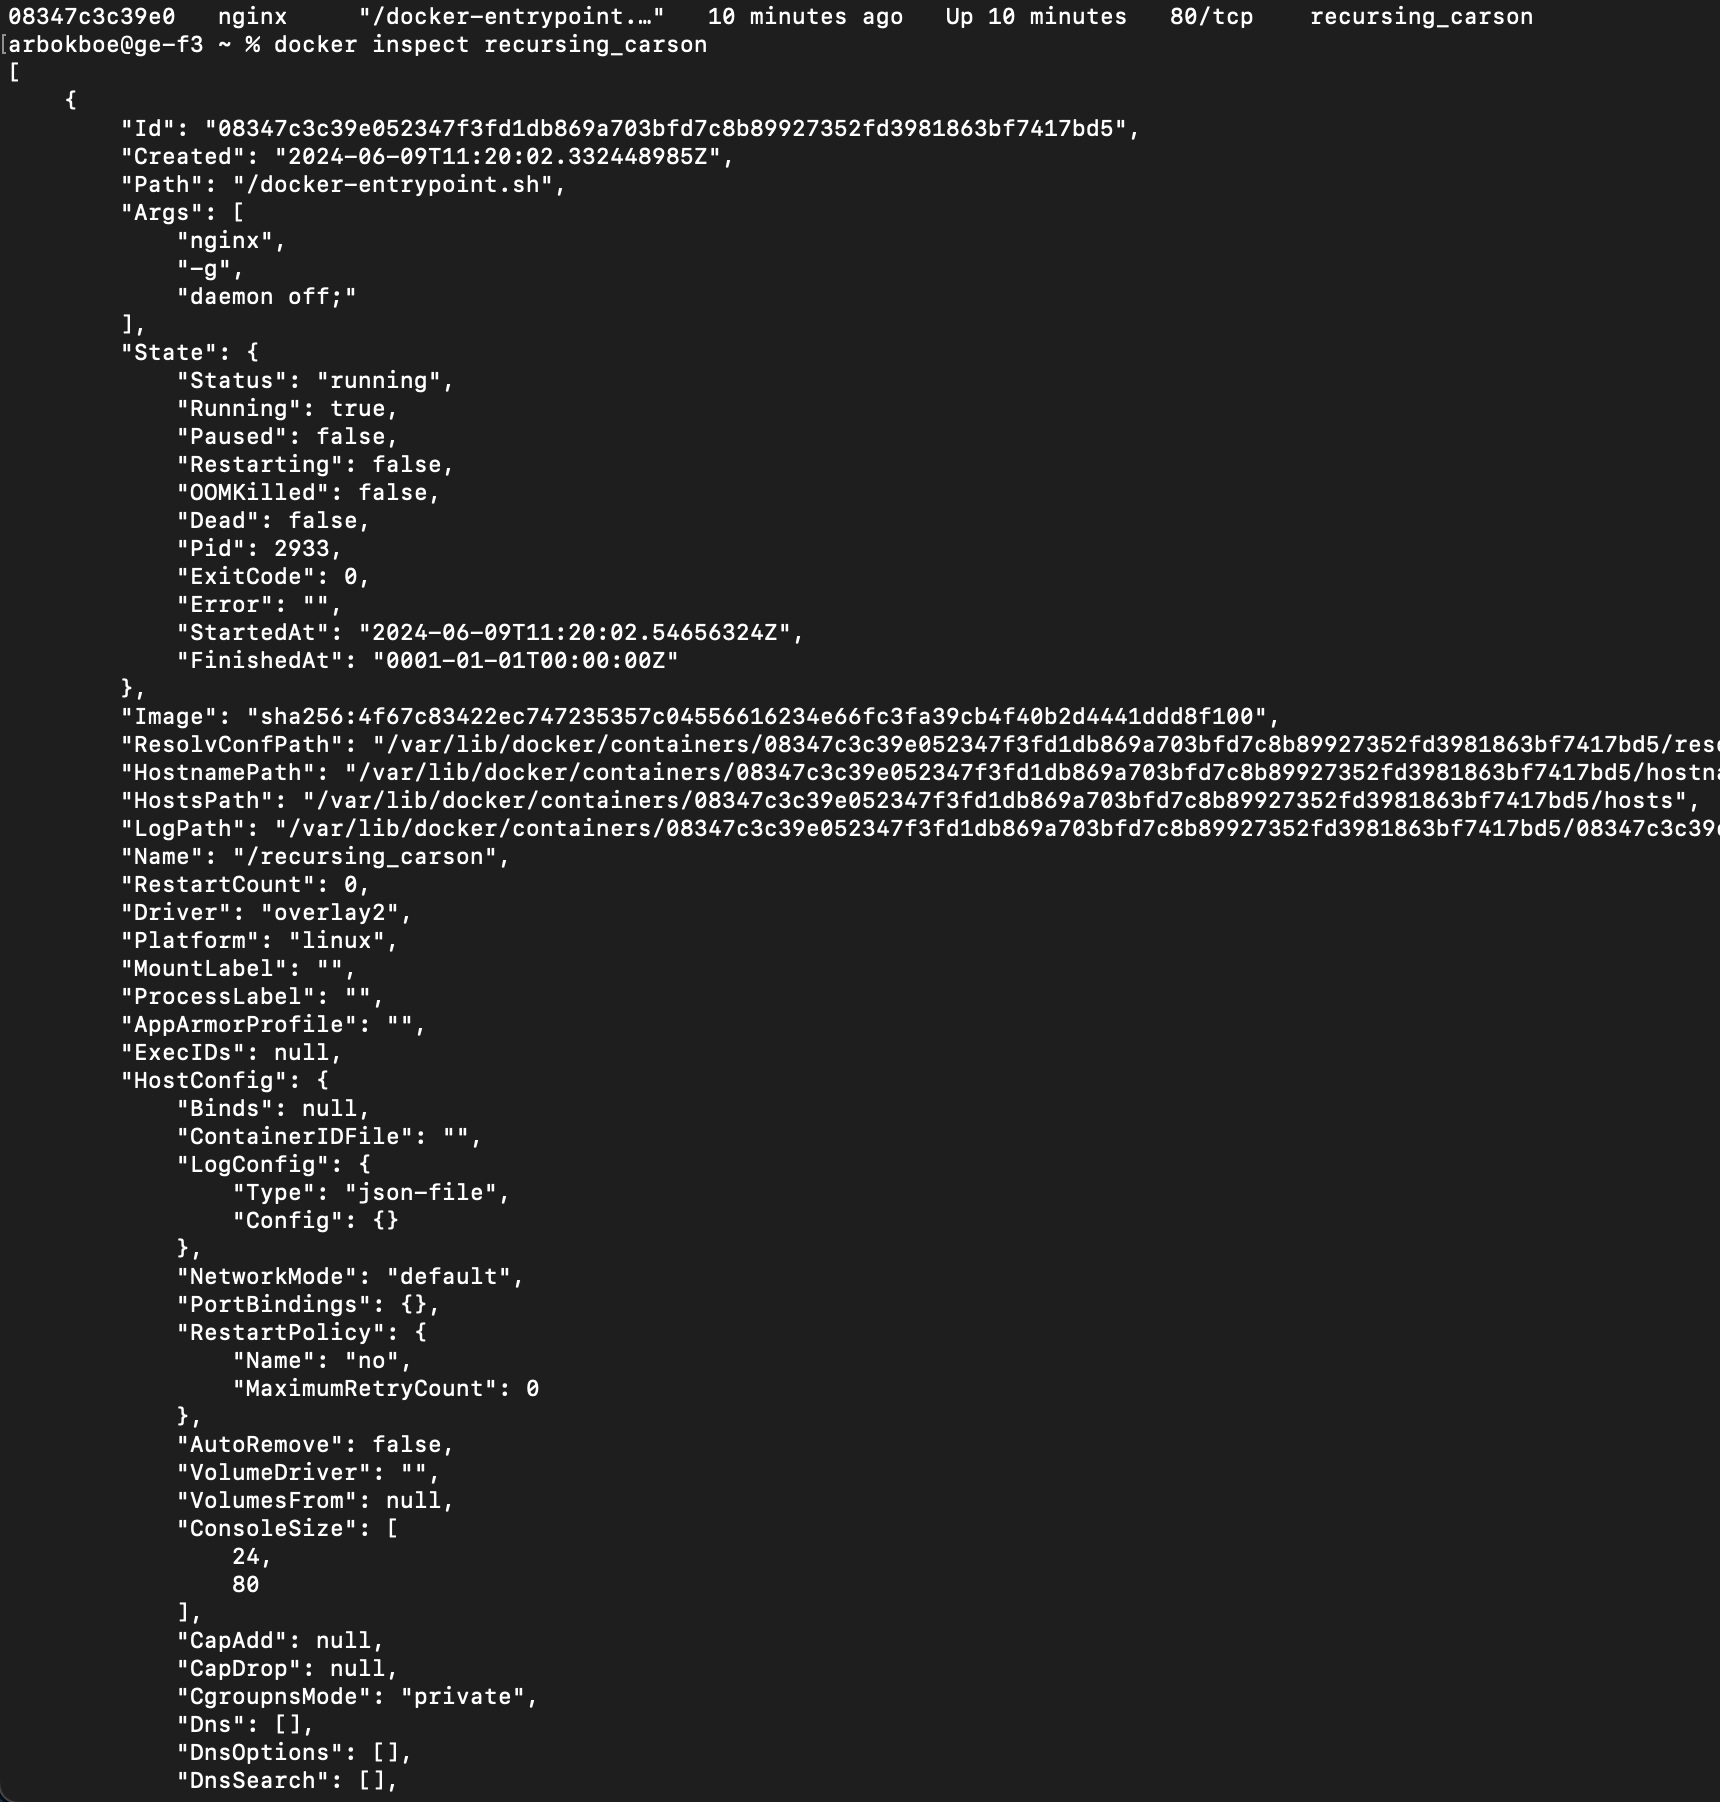 08347c3c39e0   nginx     "/docker-entrypoint.…"   10 minutes ago   Up 10 minutes   80/tcp    recursing_carson
[arbokboe@ge-f3 ~ % docker inspect recursing_carson
[
    {
        "Id": "08347c3c39e052347f3fd1db869a703bfd7c8b89927352fd3981863bf7417bd5",
        "Created": "2024-06-09T11:20:02.332448985Z",
        "Path": "/docker-entrypoint.sh",
        "Args": [
            "nginx",
            "-g",
            "daemon off;"
        ],
        "State": {
            "Status": "running",
            "Running": true,
            "Paused": false,
            "Restarting": false,
            "OOMKilled": false,
            "Dead": false,
            "Pid": 2933,
            "ExitCode": 0,
            "Error": "",
            "StartedAt": "2024-06-09T11:20:02.54656324Z",
            "FinishedAt": "0001-01-01T00:00:00Z"
        },
        "Image": "sha256:4f67c83422ec747235357c04556616234e66fc3fa39cb4f40b2d4441ddd8f100",
        "ResolvConfPath": "/var/lib/docker/containers/08347c3c39e052347f3fd1db869a703bfd7c8b89927352fd3981863bf7417bd5/reso
        "HostnamePath": "/var/lib/docker/containers/08347c3c39e052347f3fd1db869a703bfd7c8b89927352fd3981863bf7417bd5/hostna
        "HostsPath": "/var/lib/docker/containers/08347c3c39e052347f3fd1db869a703bfd7c8b89927352fd3981863bf7417bd5/hosts",
        "LogPath": "/var/lib/docker/containers/08347c3c39e052347f3fd1db869a703bfd7c8b89927352fd3981863bf7417bd5/08347c3c39e
        "Name": "/recursing_carson",
        "RestartCount": 0,
        "Driver": "overlay2",
        "Platform": "linux",
        "MountLabel": "",
        "ProcessLabel": "",
        "AppArmorProfile": "",
        "ExecIDs": null,
        "HostConfig": {
            "Binds": null,
            "ContainerIDFile": "",
            "LogConfig": {
                "Type": "json-file",
                "Config": {}
            },
            "NetworkMode": "default",
            "PortBindings": {},
            "RestartPolicy": {
                "Name": "no",
                "MaximumRetryCount": 0
            },
            "AutoRemove": false,
            "VolumeDriver": "",
            "VolumesFrom": null,
            "ConsoleSize": [
                24,
                80
            ],
            "CapAdd": null,
            "CapDrop": null,
            "CgroupnsMode": "private",
            "Dns": [],
            "DnsOptions": [],
            "DnsSearch": [],